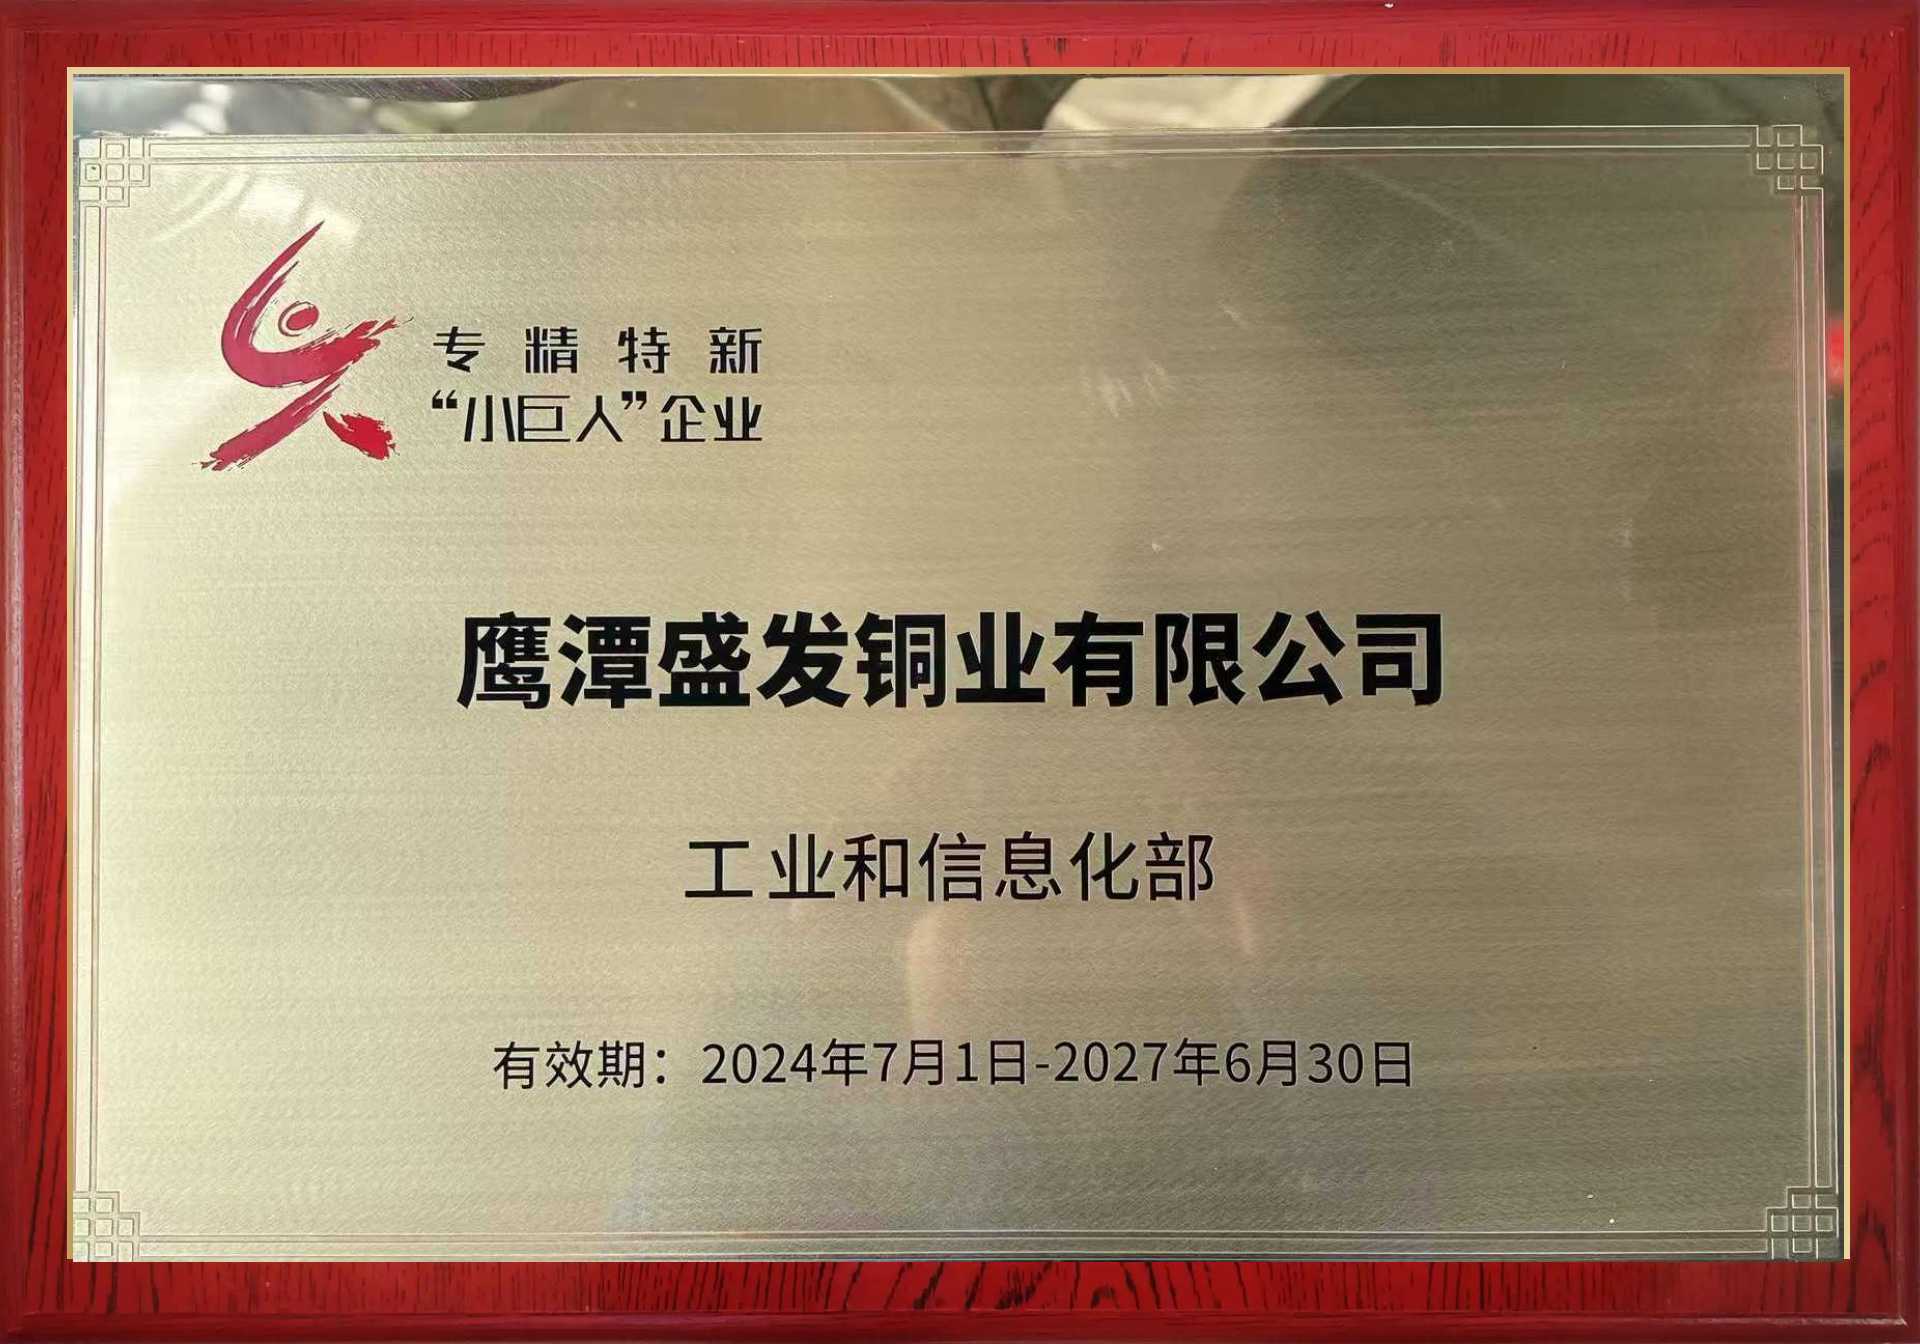 专精特新
“小巨人”企业
鹰潭盛发铜业有限公司
工业和信息化部
有效期：2024年7月1日-2027年6月30日